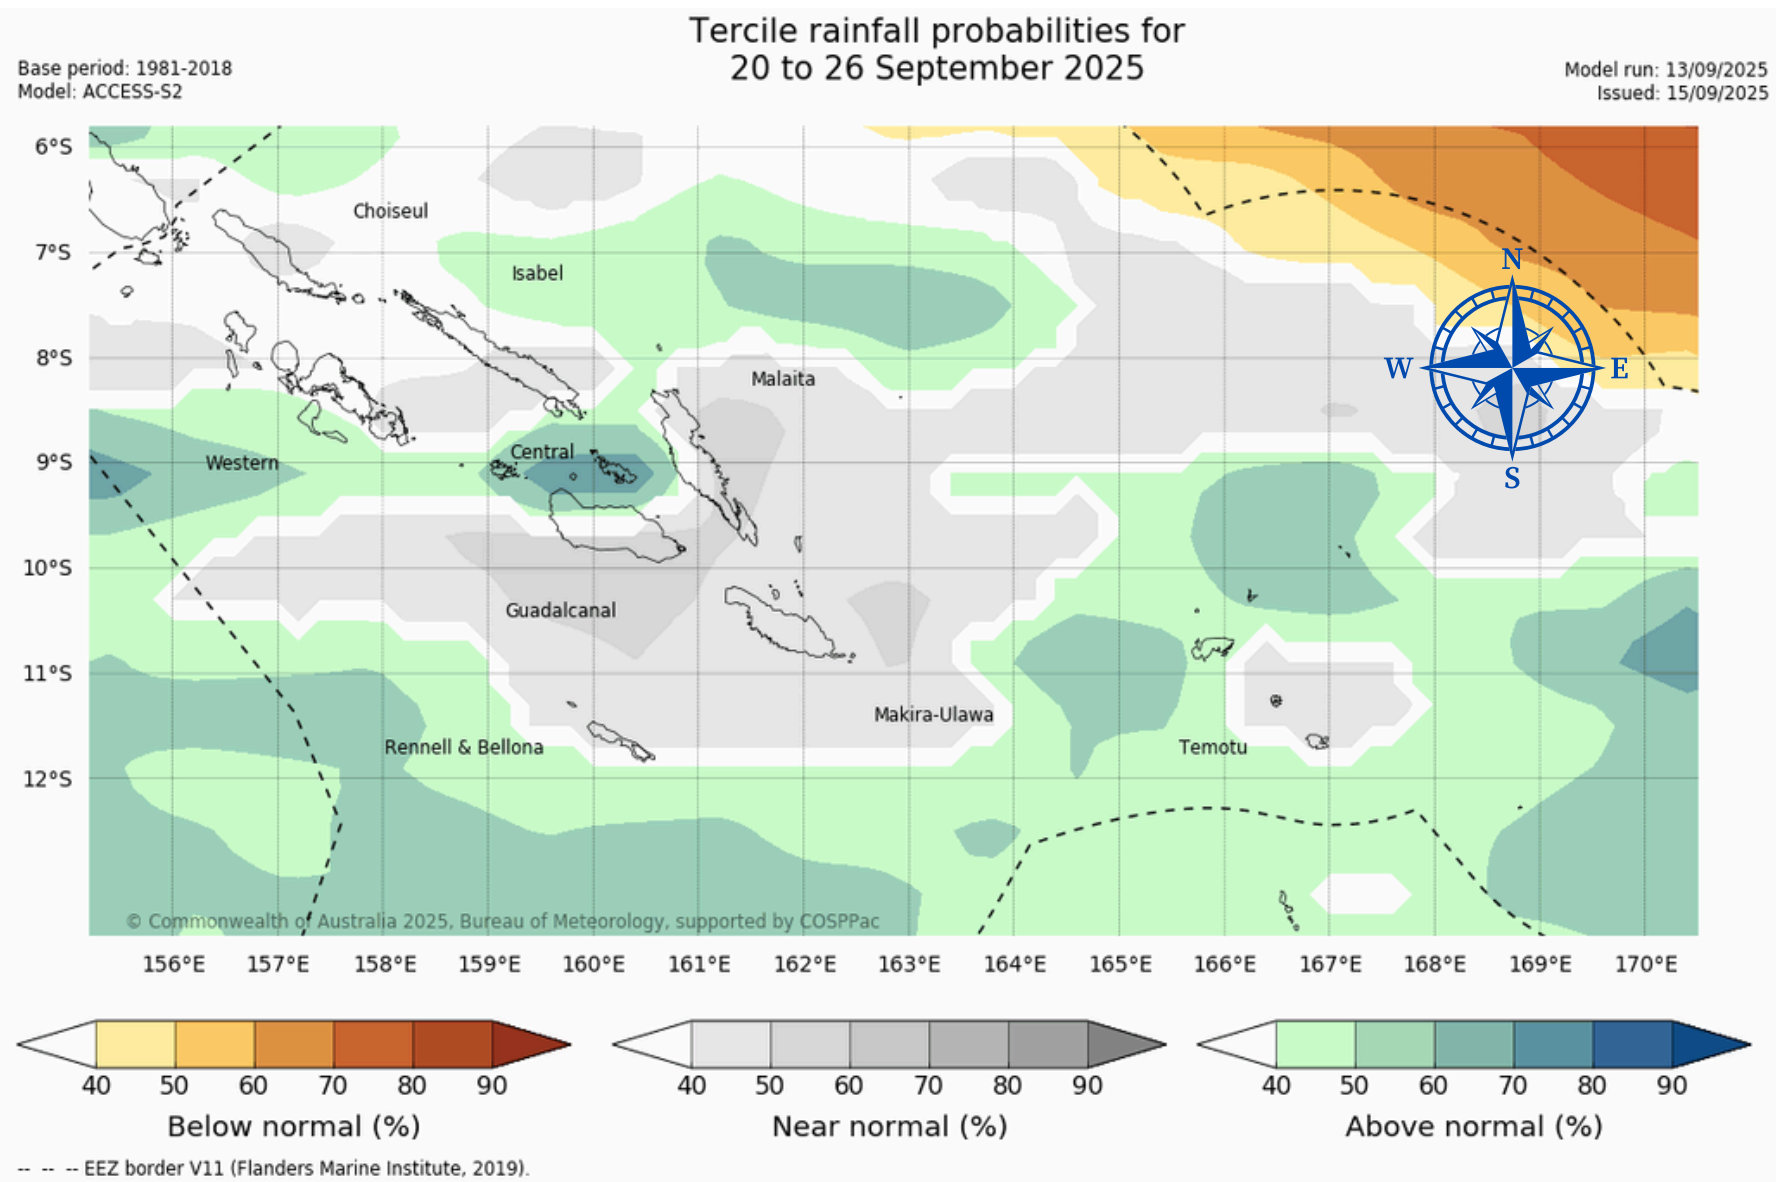 Tercile rainfall probabilities for
20 to 26 September 2025
Base period: 1981-2018
Model: ACCESS-S2
Model run: 13/09/2025
Issued: 15/09/2025
6°S
7°S
8°S
9°S
10°S
11°S
12°S
Choiseul
Isabel
Malaita
Central
Western
Guadalcanal
Makira-Ulawa
Rennell & Bellona
Temotu
N
W E
S
© Commonwealth of Australia 2025, Bureau of Meteorology, supported by COSPPac
156°E 157°E 158°E 159°E 160°E 161°E 162°E 163°E 164°E 165°E 166°E 167°E 168°E 169°E 170°E
40 50 60 70 80 90
Below normal (%)
40 50 60 70 80 90
Near normal (%)
40 50 60 70 80 90
Above normal (%)
-- -- -- EEZ border V11 (Flanders Marine Institute, 2019).